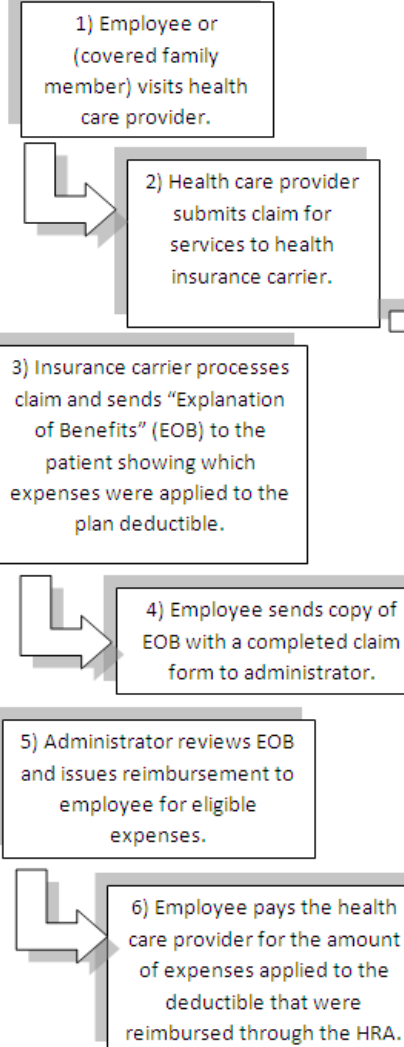 1) Employee or
(covered family
member) visits health
care provider.
2) Health care provider
submits claim for
services to health
insurance carrier.
3) Insurance carrier processes
claim and sends “Explanation
of Benefits” (EOB) to the
patient showing which
expenses were applied to the
plan deductible.
4) Employee sends copy of
EOB with a completed claim
form to administrator.
5) Administrator reviews EOB
and issues reimbursement to
employee for eligible
expenses.
6) Employee pays the health
care provider for the amount
of expenses applied to the
deductible that were
reimbursed through the HRA.